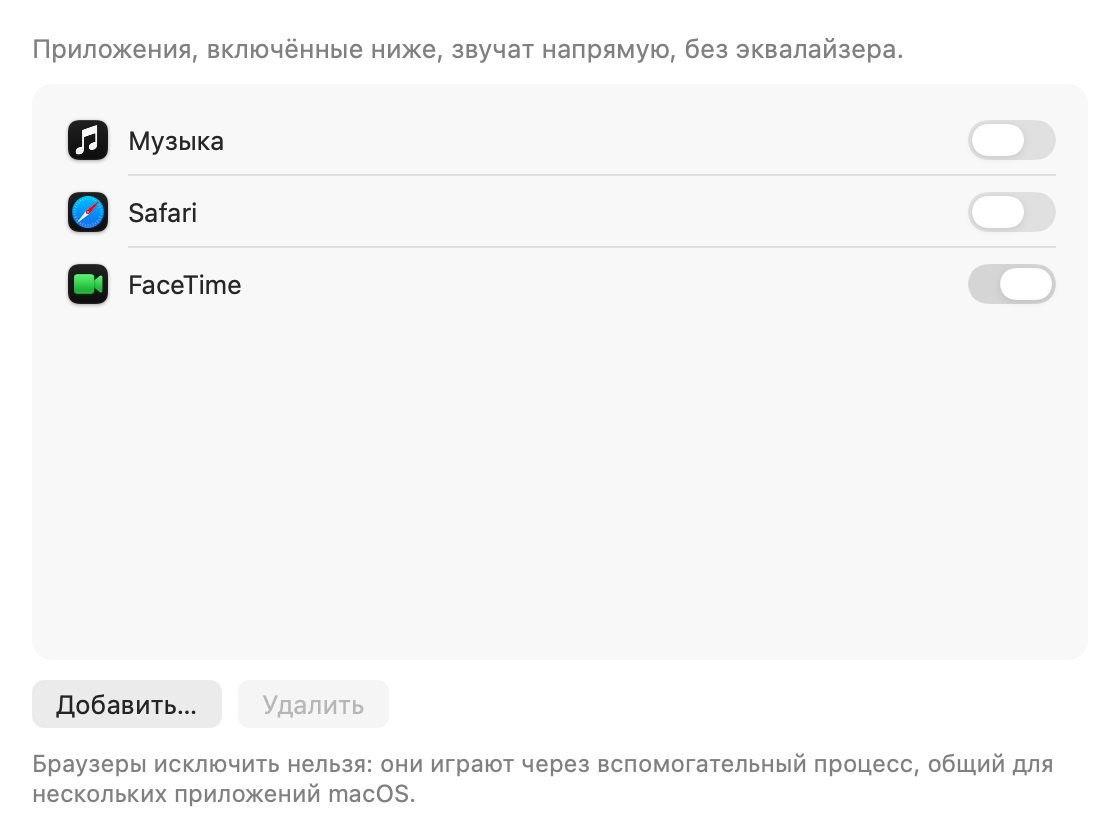 Приложения, включённые ниже, звучат напрямую, без эквалайзера.
Музыка
Safari
FaceTime
Добавить...
Удалить
Браузеры исключить нельзя: они играют через вспомогательный процесс, общий для
нескольких приложений macOS.